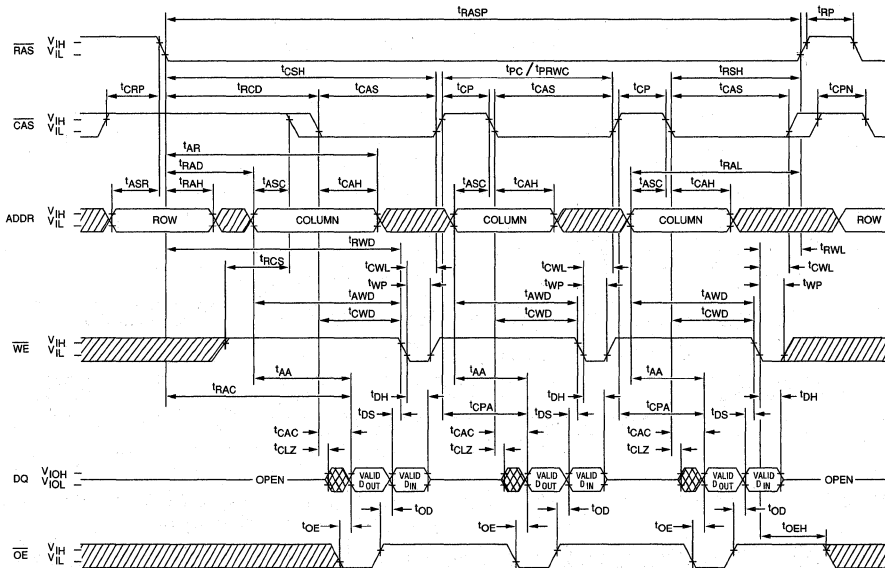 tRASP tRP
RAS VIH
VIL
tCSH tPC / tPRWC tRSH
tCRP tRCD tCAS tCP tCAS tCP tCAS tCPN
CAS VIH
VIL
tAR
tRAD tRAL
tASR tRAH tASC tCAH tASC tCAH tASC tCAH
ADDR VIH
VIL
ROW COLUMN COLUMN COLUMN ROW
tRWD tRWL
tRCS tCWL tCWL tCWL
tWP tWP tWP
tAWD tAWD tAWD
tCWD tCWD tCWD
WE VIH
VIL
tAA tAA tAA
tRAC tDH tDH tDH
tCPA tDS tCPA tDS
tDS
tCAC tCAC tCAC
tCLZ tCLZ tCLZ
DQ VIOH
VIOL
OPEN VALID DOUT VALID DIN VALID DOUT VALID DIN VALID DOUT VALID DIN OPEN
tOD tOD tOD
tOE tOE tOE tOEH
OE VIH
VIL